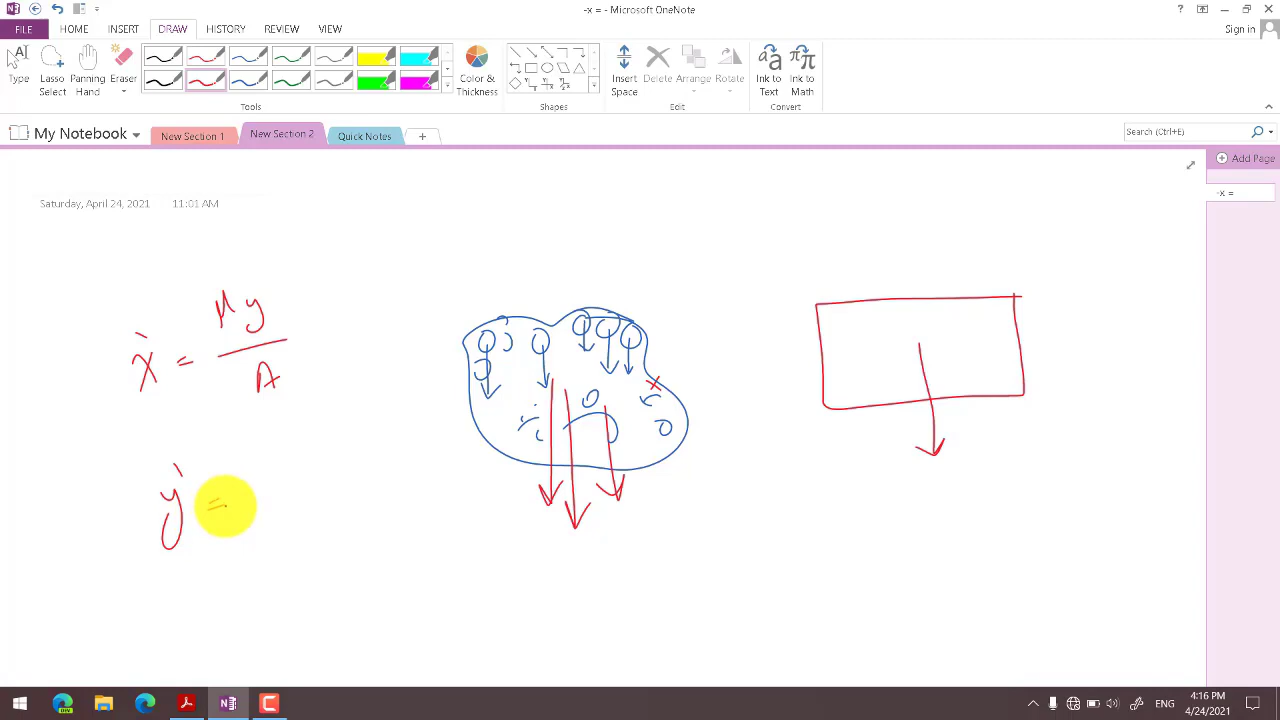 -x = - Microsoft OneNote
Sign in
FILE HOME INSERT DRAW HISTORY REVIEW VIEW
Type
Lasso Select
Panning Hand
Eraser
Color & Thickness
Insert Space
Delete
Arrange
Rotate
Ink to Text
Ink to Math
Tools
Shapes
Edit
Convert
My Notebook
New Section 1
New Section 2
Quick Notes
Search (Ctrl+E)
Add Page
-x =
Saturday, April 24, 2021 11:01 AM
x̄ = My / A
ȳ =
ENG
4:16 PM
4/24/2021